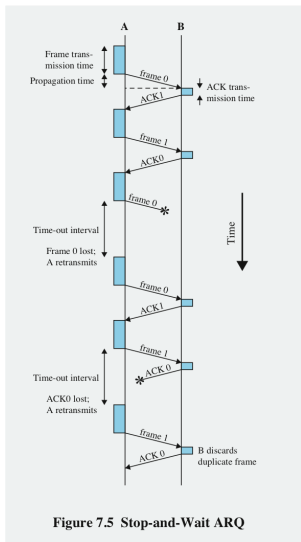 A
B
Frame trans-
mission time
Propagation time
frame 0
ACK trans-
mission time
ACK1
frame 1
ACK0
frame 0
Time-out interval
Time
Frame 0 lost;
A retransmits
frame 0
ACK1
frame 1
Time-out interval
ACK 0
ACK0 lost;
A retransmits
frame 1
ACK 0
B discards
duplicate frame
Figure 7.5 Stop-and-Wait ARQ